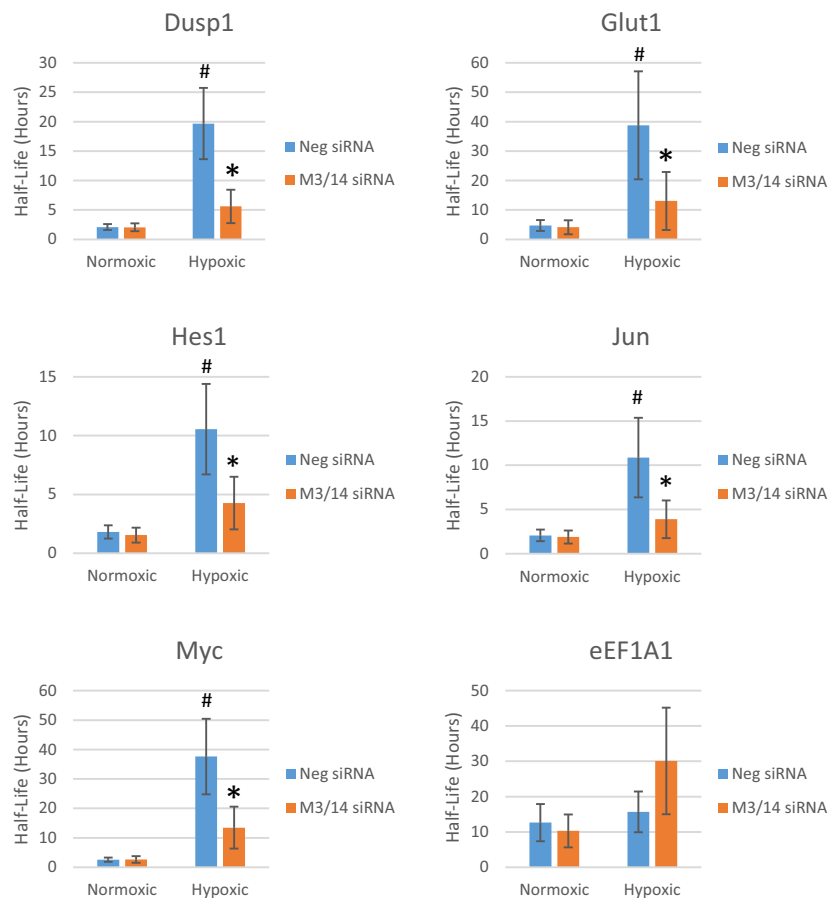 Dusp1
Half-Life (Hours)
30
25
20
15
10
5
0
#
*
Normoxic
Hypoxic
Neg siRNA
M3/14 siRNA
Glut1
Half-Life (Hours)
60
50
40
30
20
10
0
#
*
Normoxic
Hypoxic
Neg siRNA
M3/14 siRNA
Hes1
Half-Life (Hours)
15
10
5
0
#
*
Normoxic
Hypoxic
Neg siRNA
M3/14 siRNA
Jun
Half-Life (Hours)
20
15
10
5
0
#
*
Normoxic
Hypoxic
Neg siRNA
M3/14 siRNA
Myc
Half-Life (Hours)
60
50
40
30
20
10
0
#
*
Normoxic
Hypoxic
Neg siRNA
M3/14 siRNA
eEF1A1
Half-Life (Hours)
50
40
30
20
10
0
Normoxic
Hypoxic
Neg siRNA
M3/14 siRNA